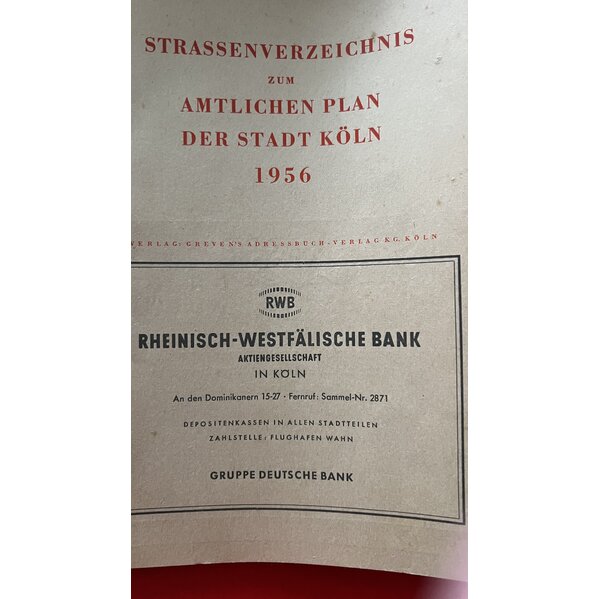 STRASSENVERZEICHNIS
ZUM
AMTLICHEN PLAN
DER STADT KÖLN
1956
VERLAG: GREVEN'S ADRESSBUCH-VERLAG KG. KÖLN
RWB
RHEINISCH-WESTFÄLISCHE BANK
AKTIENGESELLSCHAFT
IN KÖLN
An den Dominikanern 15-27 · Fernruf: Sammel-Nr. 2871
DEPOSITENKASSEN IN ALLEN STADTTEILEN
ZAHLSTELLE: FLUGHAFEN WAHN
GRUPPE DEUTSCHE BANK